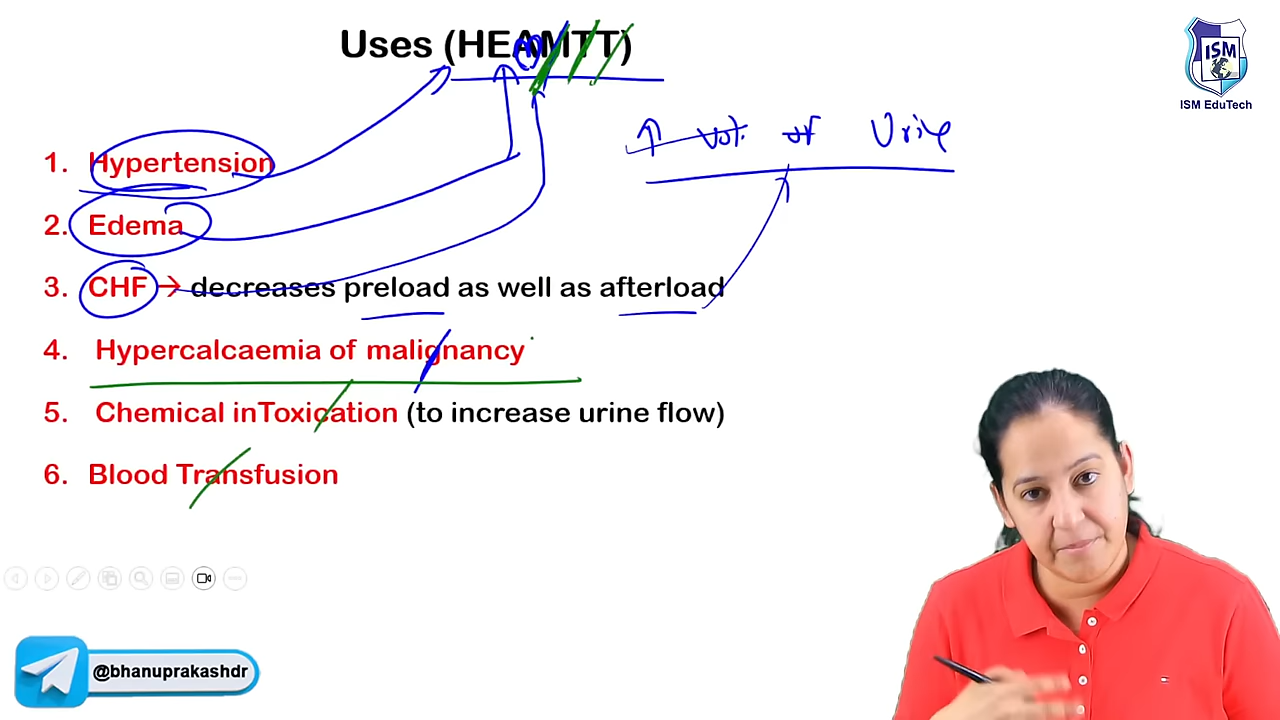 Uses (HEAMTT)
ISM
ISM EduTech
↑ Vol. of Urine
1. Hypertension
2. Edema
3. CHF → decreases preload as well as afterload
4. Hypercalcaemia of malignancy
5. Chemical inToxication (to increase urine flow)
6. Blood Transfusion
@bhanuprakashdr